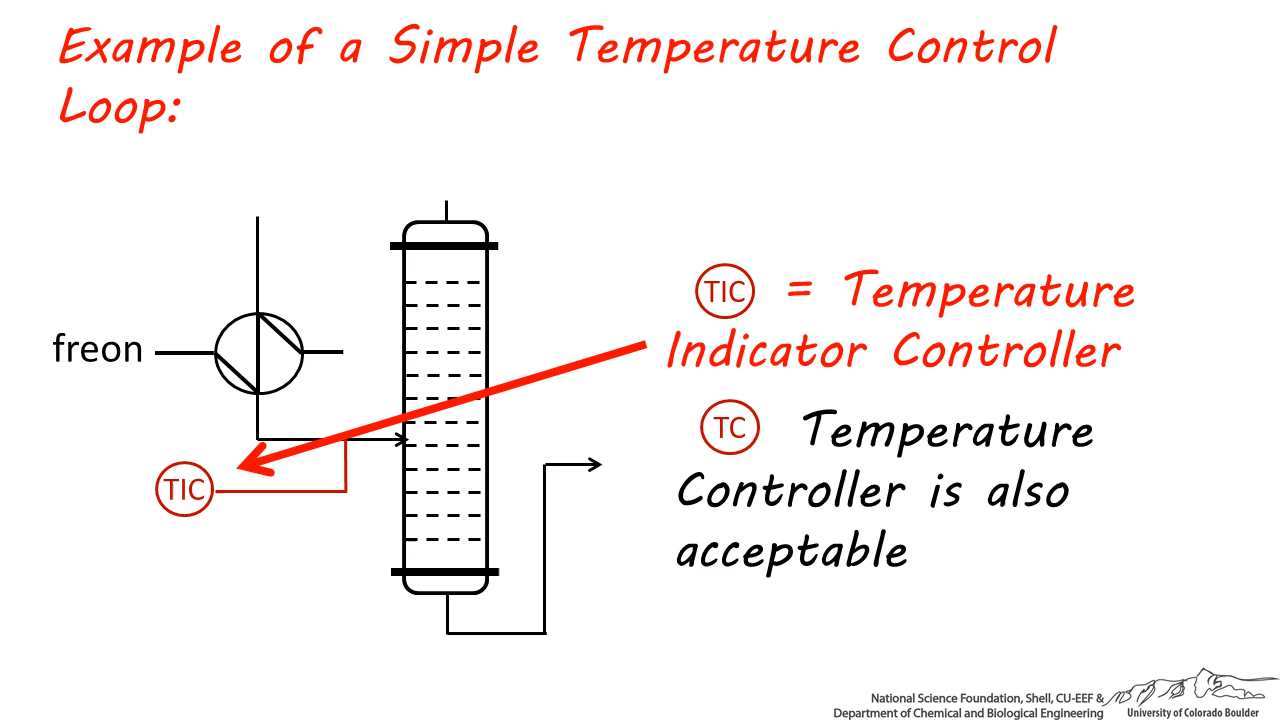 Example of a Simple Temperature Control
Loop:
TIC = Temperature
Indicator Controller
freon
TC Temperature
Controller is also
acceptable
TIC
National Science Foundation, Shell, CU-EEF &
Department of Chemical and Biological Engineering
University of Colorado Boulder